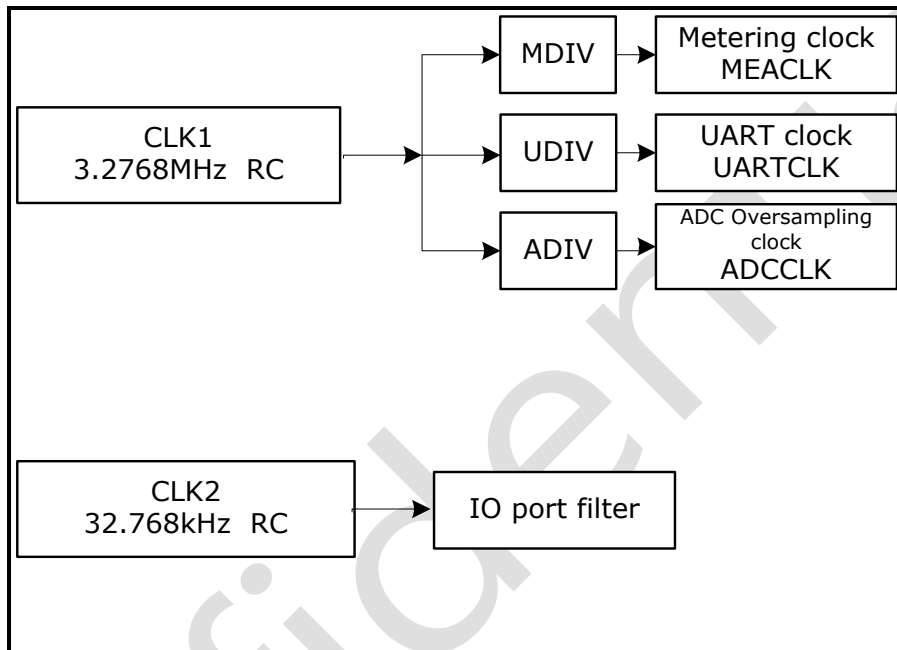 CLK1
3.2768MHz RC
MDIV
Metering clock
MEACLK
UDIV
UART clock
UARTCLK
ADIV
ADC Oversampling
clock
ADCCLK
CLK2
32.768kHz RC
IO port filter